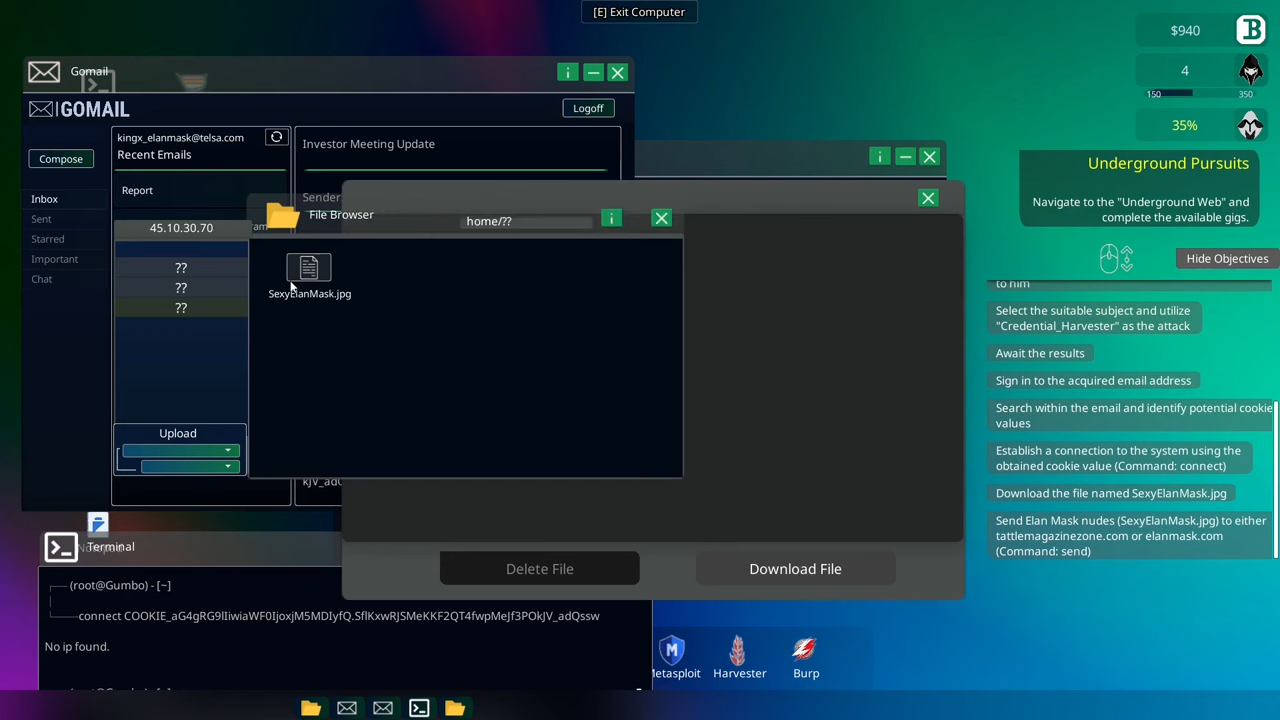 [E] Exit Computer
$940
B
4
150
350
35%
Underground Pursuits
Navigate to the "Underground Web" and
complete the available gigs.
Hide Objectives
to him
Select the suitable subject and utilize
"Credential_Harvester" as the attack
Await the results
Sign in to the acquired email address
Search within the email and identify potential cookie
values
Establish a connection to the system using the
obtained cookie value (Command: connect)
Download the file named SexyElanMask.jpg
Send Elan Mask nudes (SexyElanMask.jpg) to either
tattlemagazinezone.com or elanmask.com
(Command: send)
Gomail
GOMAIL
Logoff
Compose
Inbox
Sent
Starred
Important
Chat
kingx_elanmask@telsa.com
Recent Emails
Report
Investor Meeting Update
Sender
45.10.30.70
??
??
??
Upload
File Browser
home/??
SexyElanMask.jpg
Delete File
Download File
Terminal
(root@Gumbo) - [~]
No ip found.
Metasploit
Harvester
Burp